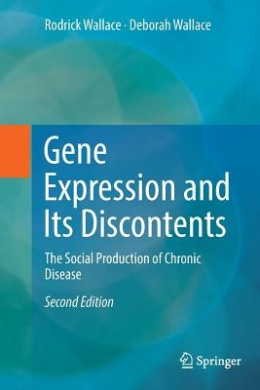 Rodrick Wallace · Deborah Wallace
Gene
Expression and
Its Discontents
The Social Production of Chronic
Disease
Second Edition
Springer